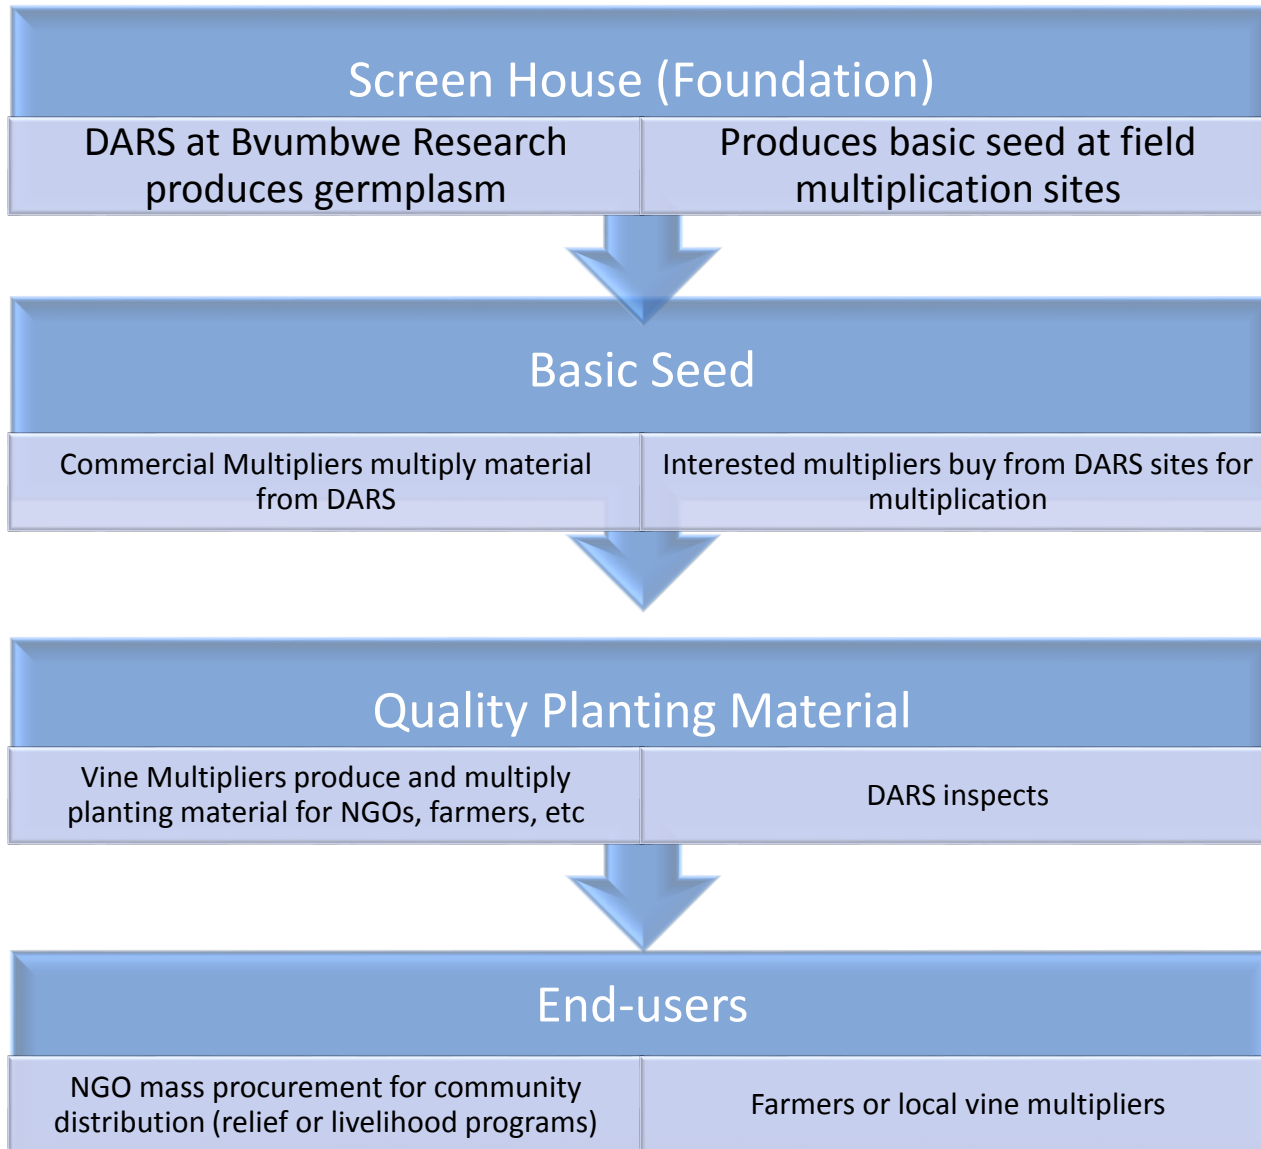 Screen House (Foundation)
DARS at Bvumbwe Research
produces germplasm
Produces basic seed at field
multiplication sites
Basic Seed
Commercial Multipliers multiply material
from DARS
Interested multipliers buy from DARS sites for
multiplication
Quality Planting Material
Vine Multipliers produce and multiply
planting material for NGOs, farmers, etc
DARS inspects
End-users
NGO mass procurement for community
distribution (relief or livelihood programs)
Farmers or local vine multipliers